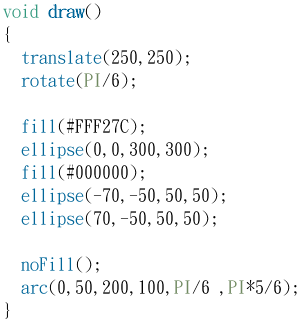 void draw()
{
translate(250,250);
rotate(PI/6);
fill(#FFF27C);
ellipse(0,0,300,300);
fill(#000000);
ellipse(-70,-50,50,50);
ellipse(70,-50,50,50);
noFill();
arc(0,50,200,100,PI/6 ,PI*5/6);
}